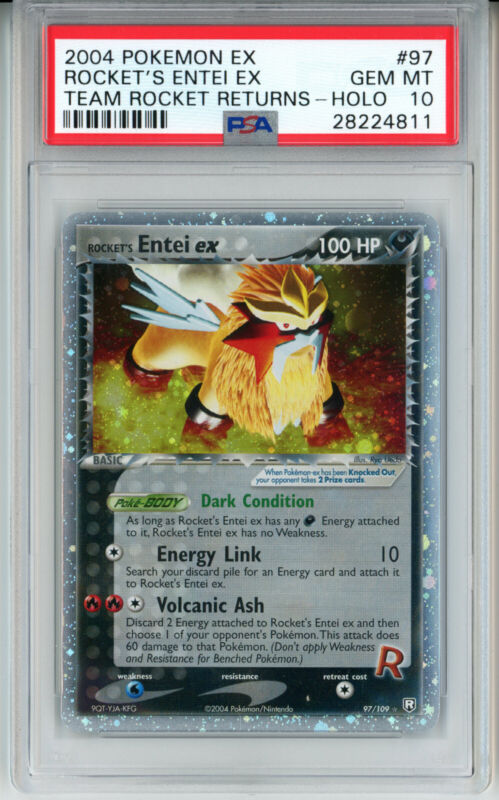 2004 POKEMON EX #97
ROCKET'S ENTEI EX GEM MT
TEAM ROCKET RETURNS-HOLO 10
PSA 28224811
ROCKET'S Entei ex 100 HP
BASIC
illus. Ryo Ueda
When Pokémon-ex has been Knocked Out,
your opponent takes 2 Prize cards.
Poké-BODY Dark Condition
As long as Rocket's Entei ex has any Energy attached
to it, Rocket's Entei ex has no Weakness.
Energy Link 10
Search your discard pile for an Energy card and attach it
to Rocket's Entei ex.
Volcanic Ash
Discard 2 Energy attached to Rocket's Entei ex and then
choose 1 of your opponent's Pokémon. This attack does
60 damage to that Pokémon. (Don't apply Weakness
and Resistance for Benched Pokémon.)
R
weakness resistance retreat cost
9QT-YJA-KFG ©2004 Pokémon/Nintendo 97/109 R